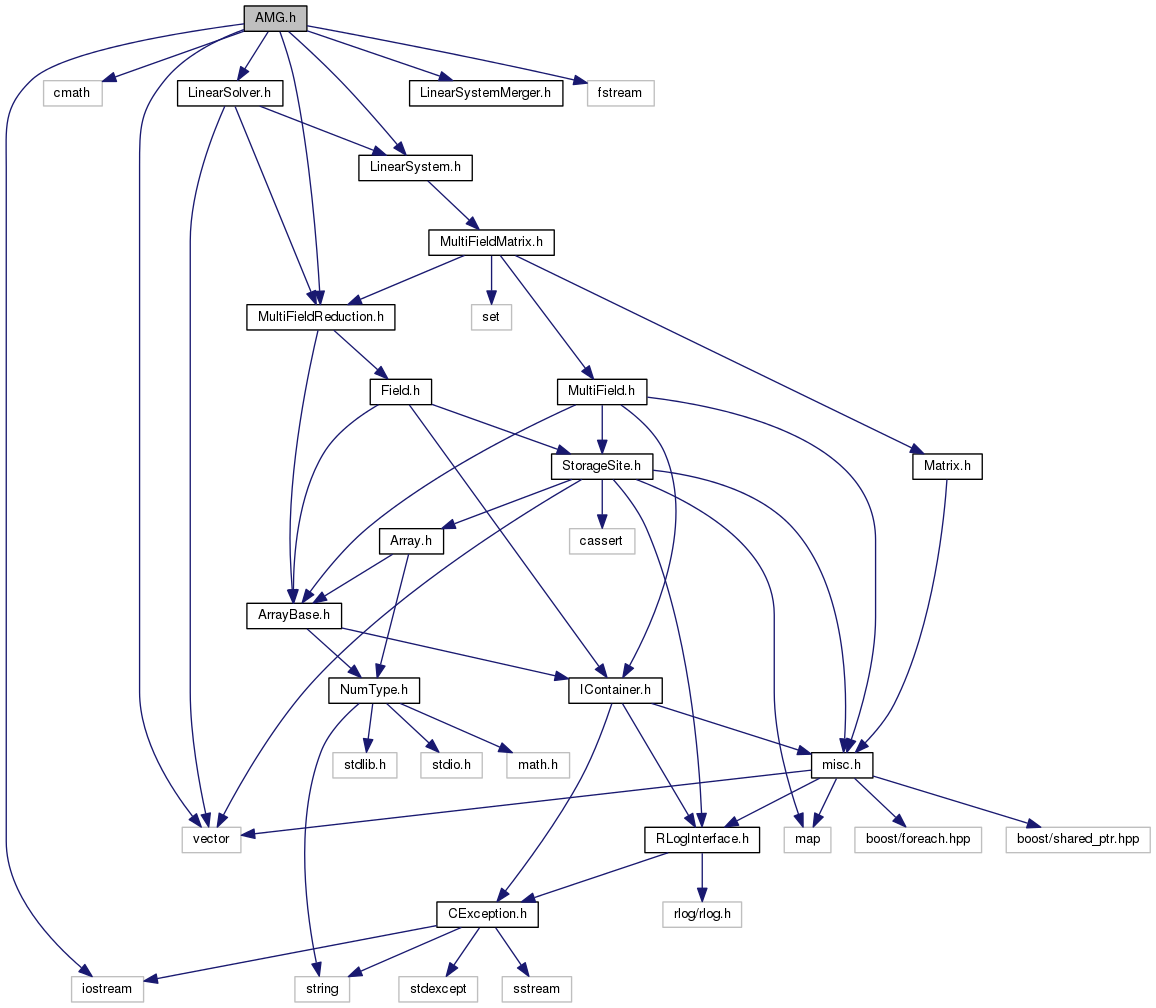 AMG.h
cmath
LinearSolver.h
LinearSystemMerger.h
fstream
LinearSystem.h
MultiFieldMatrix.h
MultiFieldReduction.h
set
Field.h
MultiField.h
StorageSite.h
Matrix.h
Array.h
cassert
ArrayBase.h
NumType.h
IContainer.h
stdlib.h
stdio.h
math.h
misc.h
vector
RLogInterface.h
map
boost/foreach.hpp
boost/shared_ptr.hpp
CException.h
rlog/rlog.h
iostream
string
stdexcept
sstream